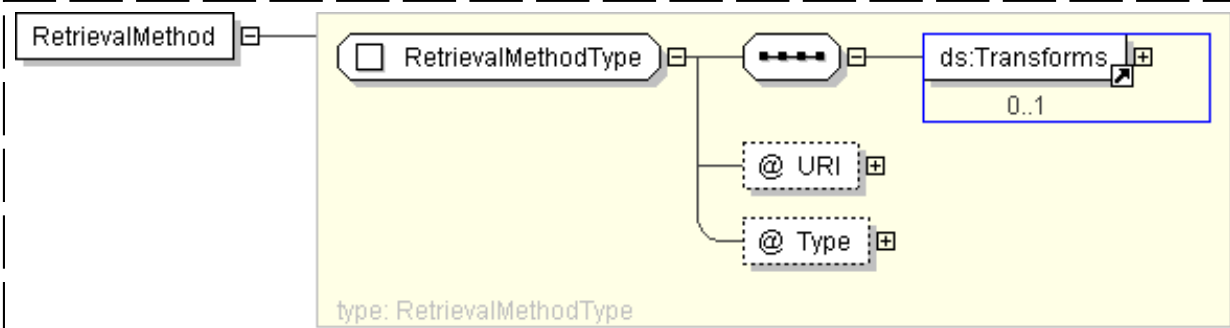 RetrievalMethod
RetrievalMethodType
ds:Transforms
0..1
@ URI
@ Type
type: RetrievalMethodType